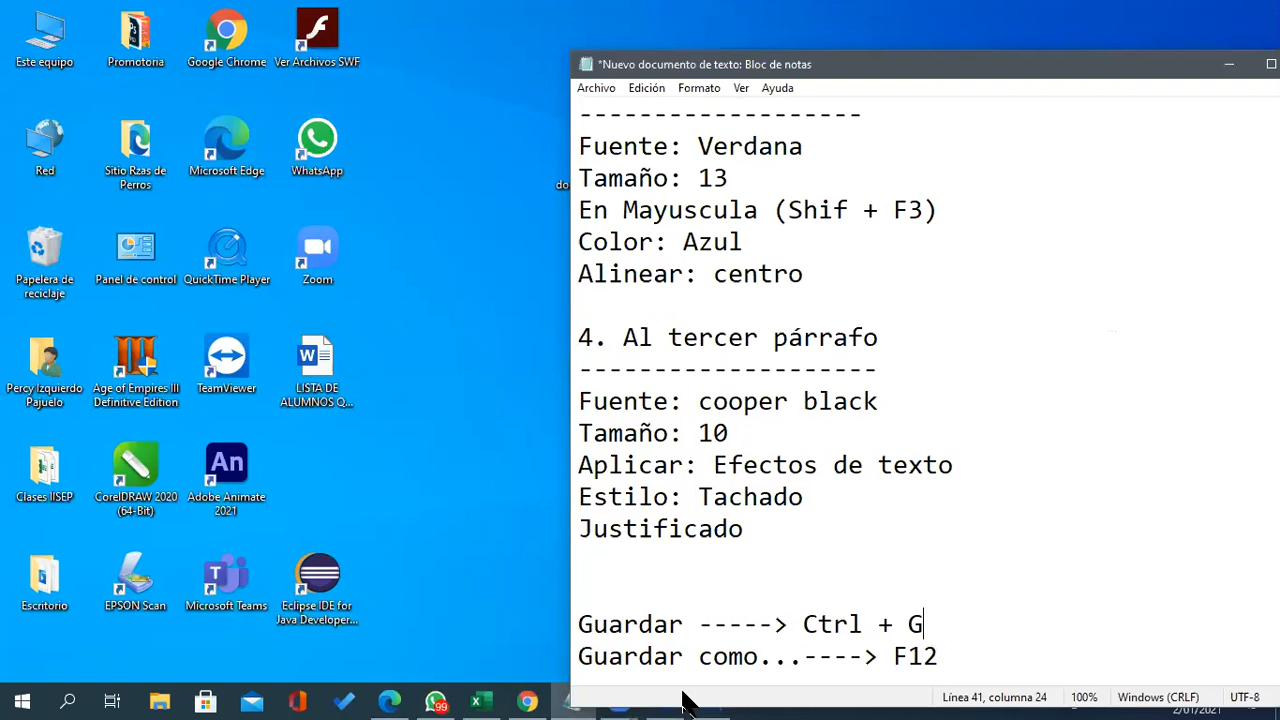 Este equipo
Promotoria
Google Chrome
Ver Archivos SWF
Red
Sitio Rzas de
Perros
Microsoft Edge
WhatsApp
Papelera de
reciclaje
Panel de control
QuickTime Player
Zoom
Percy Izquierdo
Pajuelo
Age of Empires III
Definitive Edition
TeamViewer
LISTA DE
ALUMNOS Q...
Clases IISEP
CorelDRAW 2020
(64-Bit)
Adobe Animate
2021
Escritorio
EPSON Scan
Microsoft Teams
Eclipse IDE for
Java Developer...
do
*Nuevo documento de texto: Bloc de notas
Archivo Edición Formato Ver Ayuda
-------------------
Fuente: Verdana
Tamaño: 13
En Mayuscula (Shif + F3)
Color: Azul
Alinear: centro
4. Al tercer párrafo
--------------------
Fuente: cooper black
Tamaño: 10
Aplicar: Efectos de texto
Estilo: Tachado
Justificado
Guardar -----> Ctrl + G
Guardar como...----> F12
Línea 41, columna 24 100% Windows (CRLF) UTF-8
99
2/01/2021